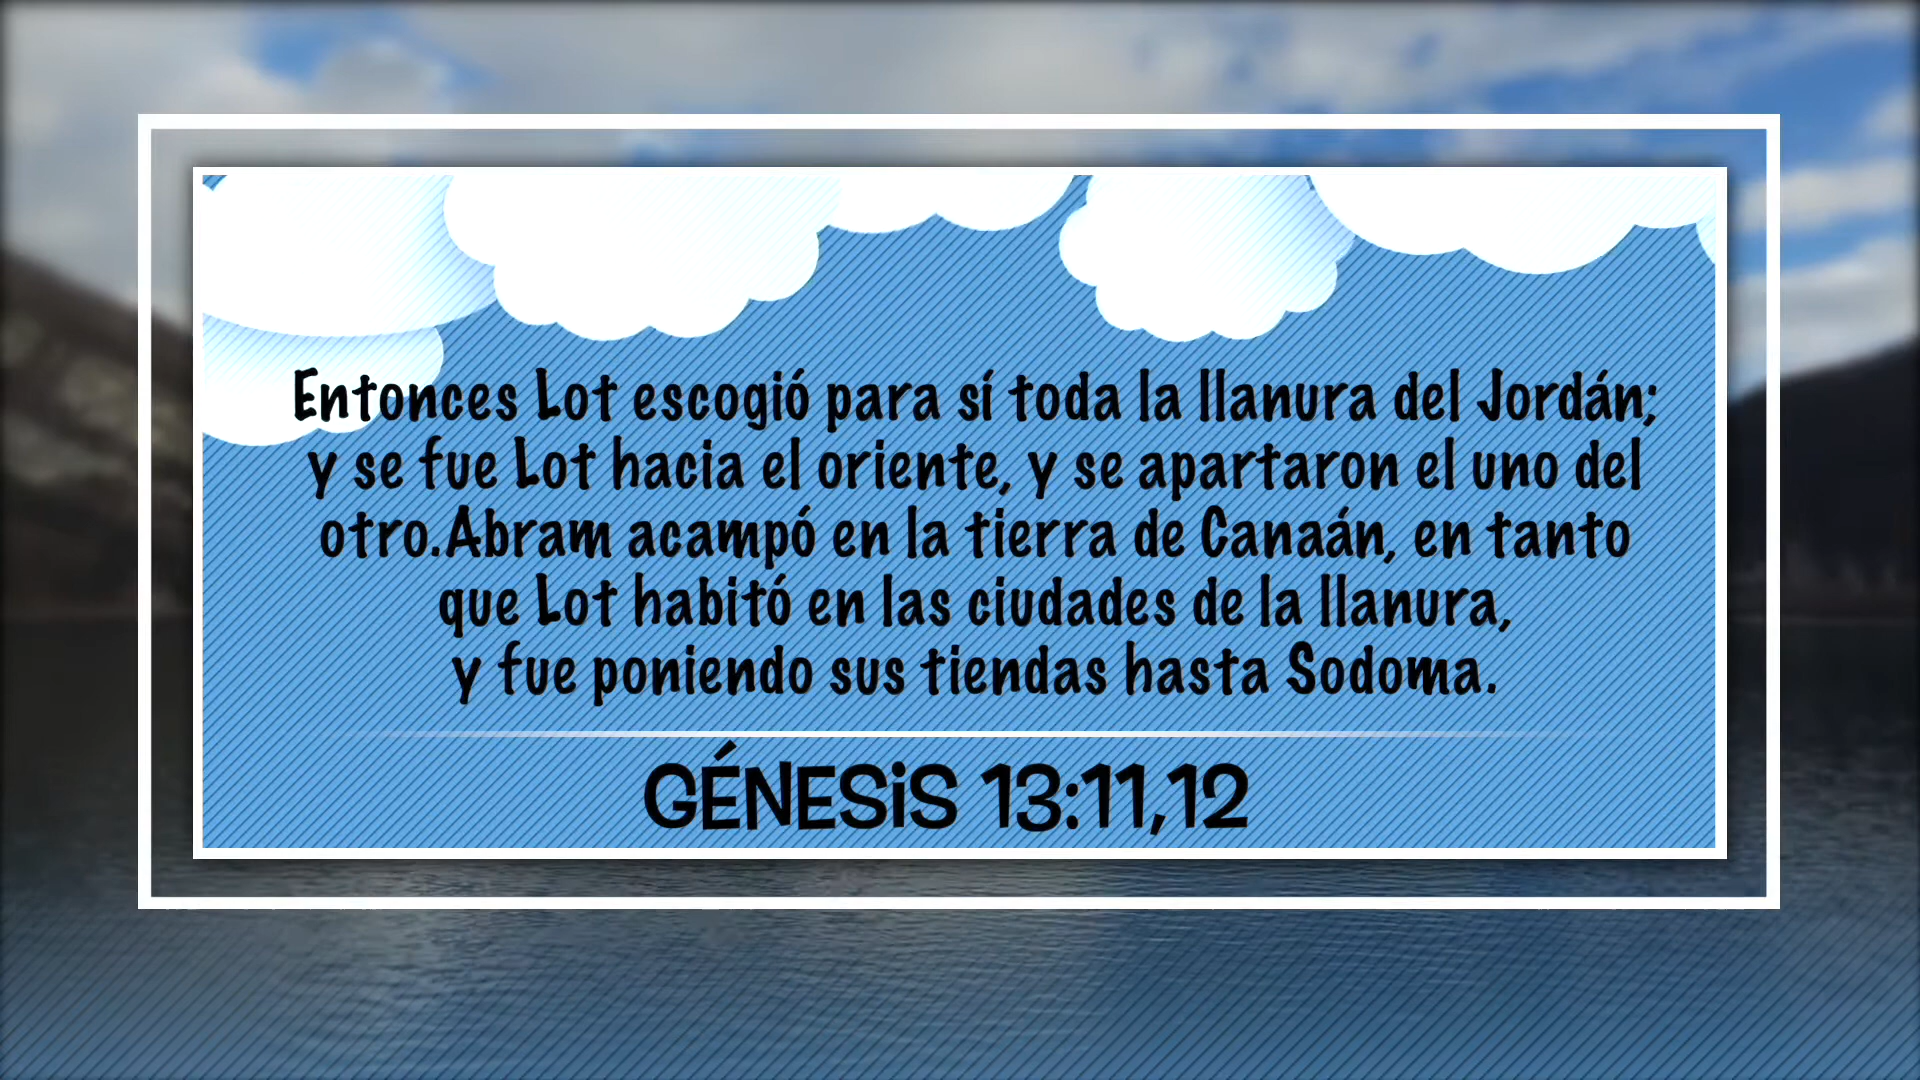 Entonces Lot escogió para sí toda la llanura del Jordán;
y se fue Lot hacia el oriente, y se apartaron el uno del
otro.Abram acampó en la tierra de Canaán, en tanto
que Lot habitó en las ciudades de la llanura,
y fue poniendo sus tiendas hasta Sodoma.
GÉNESiS 13:11,12